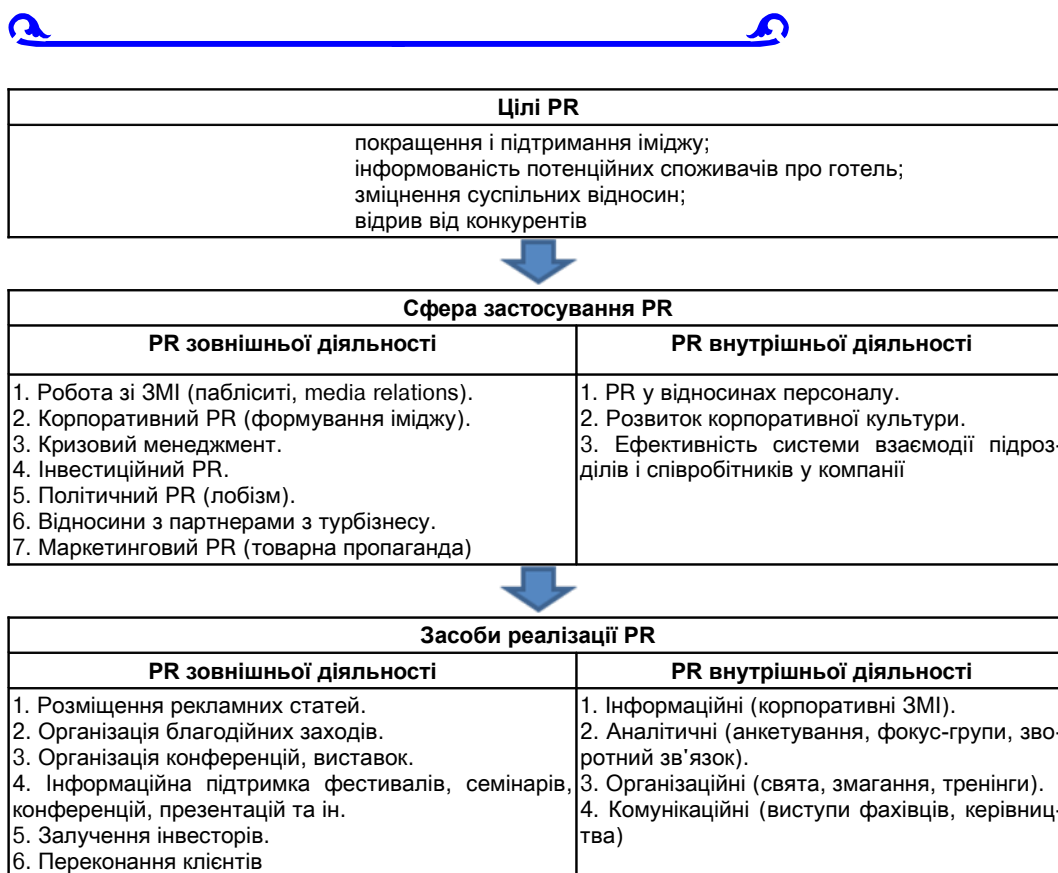 Цілі PR
покращення і підтримання іміджу;
інформованість потенційних споживачів про готель;
зміцнення суспільних відносин;
відрив від конкурентів
Сфера застосування PR
PR зовнішньої діяльності
1. Робота зі ЗМІ (пабліситі, media relations).
2. Корпоративний PR (формування іміджу).
3. Кризовий менеджмент.
4. Інвестиційний PR.
5. Політичний PR (лобізм).
6. Відносини з партнерами з турбізнесу.
7. Маркетинговий PR (товарна пропаганда)
PR внутрішньої діяльності
1. PR у відносинах персоналу.
2. Розвиток корпоративної культури.
3. Ефективність системи взаємодії підроз-
ділів і співробітників у компанії
Засоби реалізації PR
PR зовнішньої діяльності
1. Розміщення рекламних статей.
2. Організація благодійних заходів.
3. Організація конференцій, виставок.
4. Інформаційна підтримка фестивалів, семінарів,
конференцій, презентацій та ін.
5. Залучення інвесторів.
6. Переконання клієнтів
PR внутрішньої діяльності
1. Інформаційні (корпоративні ЗМІ).
2. Аналітичні (анкетування, фокус-групи, зво-
ротний зв'язок).
3. Організаційні (свята, змагання, тренінги).
4. Комунікаційні (виступи фахівців, керівниц-
тва)